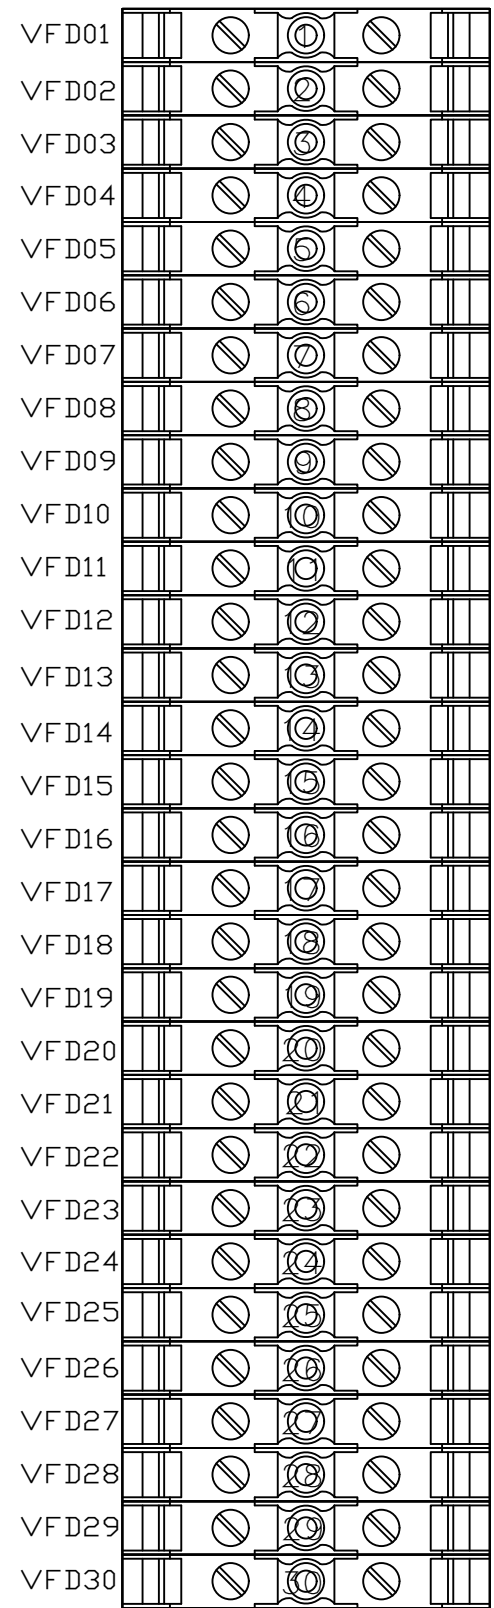 VFD01 1
VFD02 2
VFD03 3
VFD04 4
VFD05 5
VFD06 6
VFD07 7
VFD08 8
VFD09 9
VFD10 10
VFD11 11
VFD12 12
VFD13 13
VFD14 14
VFD15 15
VFD16 16
VFD17 17
VFD18 18
VFD19 19
VFD20 20
VFD21 21
VFD22 22
VFD23 23
VFD24 24
VFD25 25
VFD26 26
VFD27 27
VFD28 28
VFD29 29
VFD30 30